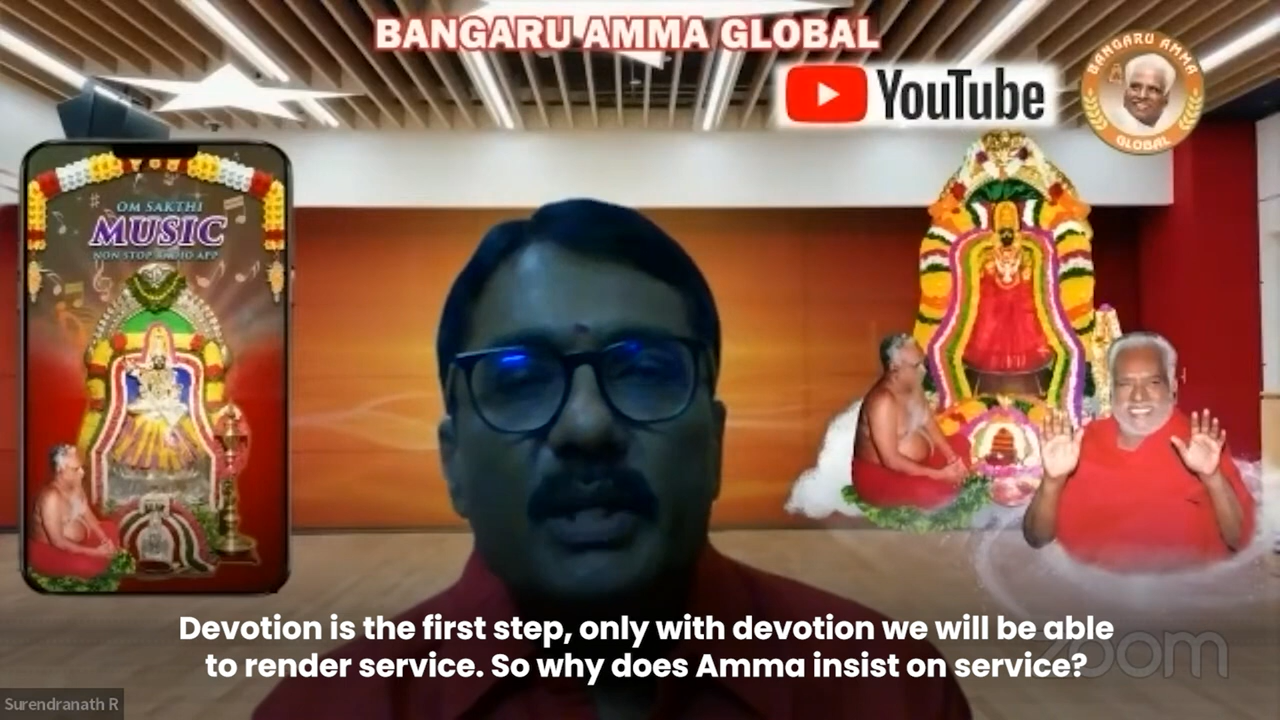 BANGARU AMMA GLOBAL
YouTube
BANGARU AMMA
GLOBAL
OM SAKTHI
MUSIC
NON STOP RADIO APP
Devotion is the first step, only with devotion we will be able
to render service. So why does Amma insist on service?
zoom
Surendranath R